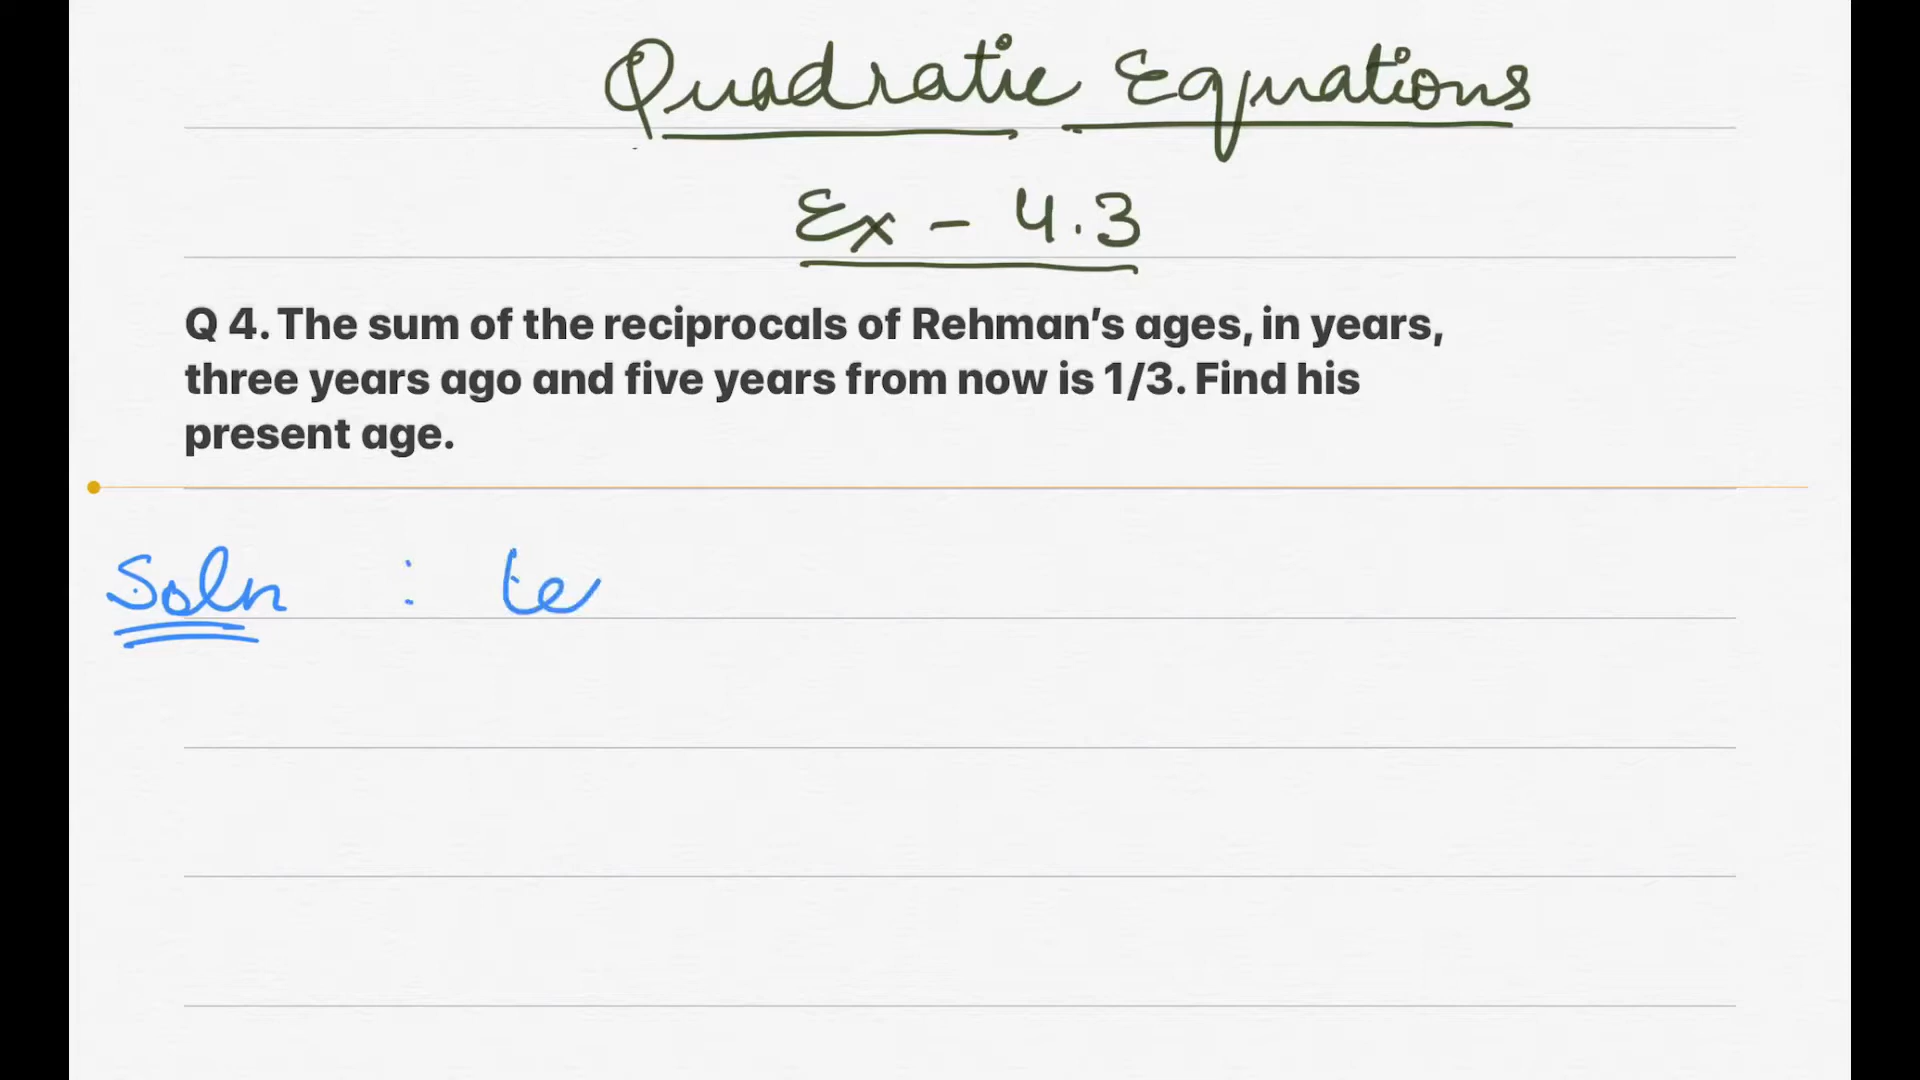 Quadratic Equations
Ex - 4.3
Q 4. The sum of the reciprocals of Rehman’s ages, in years,
three years ago and five years from now is 1/3. Find his
present age.
Soln : Le